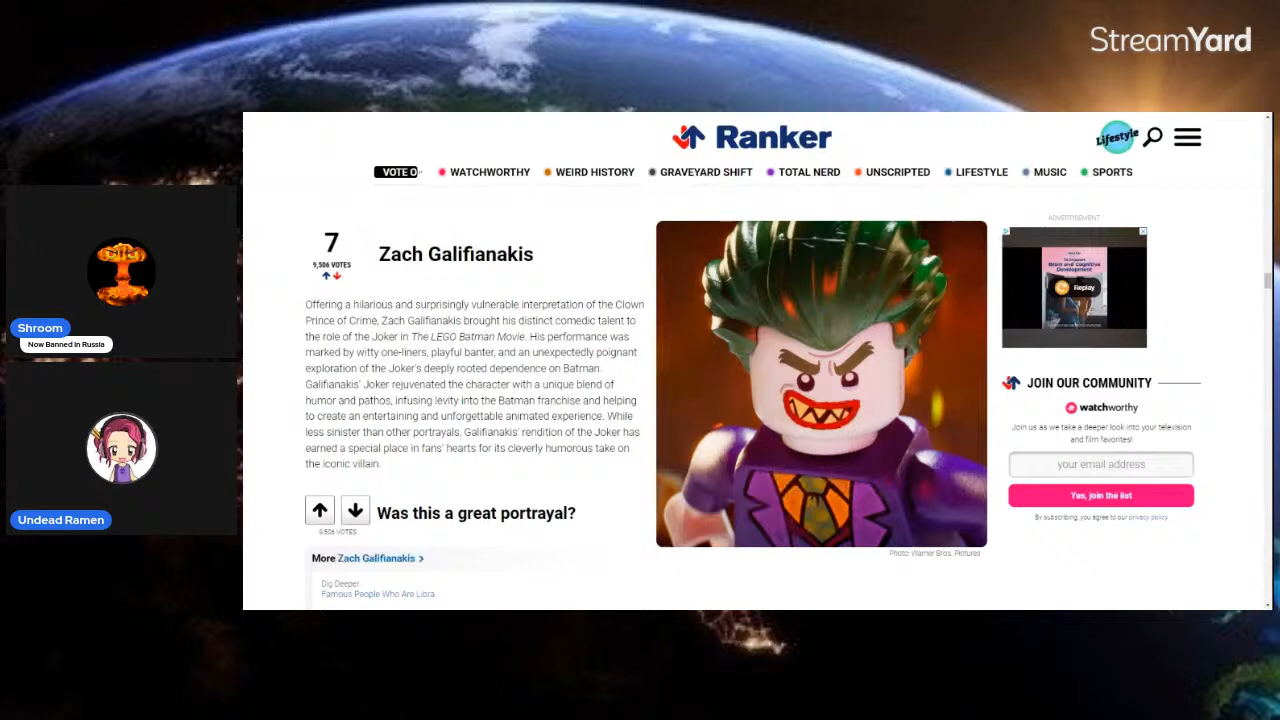 StreamYard
Ranker
Lifestyle
VOTE O
WATCHWORTHY
WEIRD HISTORY
GRAVEYARD SHIFT
TOTAL NERD
UNSCRIPTED
LIFESTYLE
MUSIC
SPORTS
7
9,506 VOTES
Zach Galifianakis
Offering a hilarious and surprisingly vulnerable interpretation of the Clown
Prince of Crime, Zach Galifianakis brought his distinct comedic talent to
the role of the Joker in The LEGO Batman Movie. His performance was
marked by witty one-liners, playful banter, and an unexpectedly poignant
exploration of the Joker's deeply rooted dependence on Batman.
Galifianakis' Joker rejuvenated the character with a unique blend of
humor and pathos, infusing levity into the Batman franchise and helping
to create an entertaining and unforgettable animated experience. While
less sinister than other portrayals, Galifianakis' rendition of the Joker has
earned a special place in fans' hearts for its cleverly humorous take on
the iconic villain.
Was this a great portrayal?
9,506 VOTES
More Zach Galifianakis >
Dig Deeper.
Famous People Who Are Libra
Photo: Warner Bros. Pictures
ADVERTISEMENT
Brain and Cognitive
Development
Replay
JOIN OUR COMMUNITY
watchworthy
Join us as we take a deeper look into your television
and film favorites!
your email address
Yes, join the list
By subscribing, you agree to our privacy policy
Shroom
Now Banned in Russia
Undead Ramen